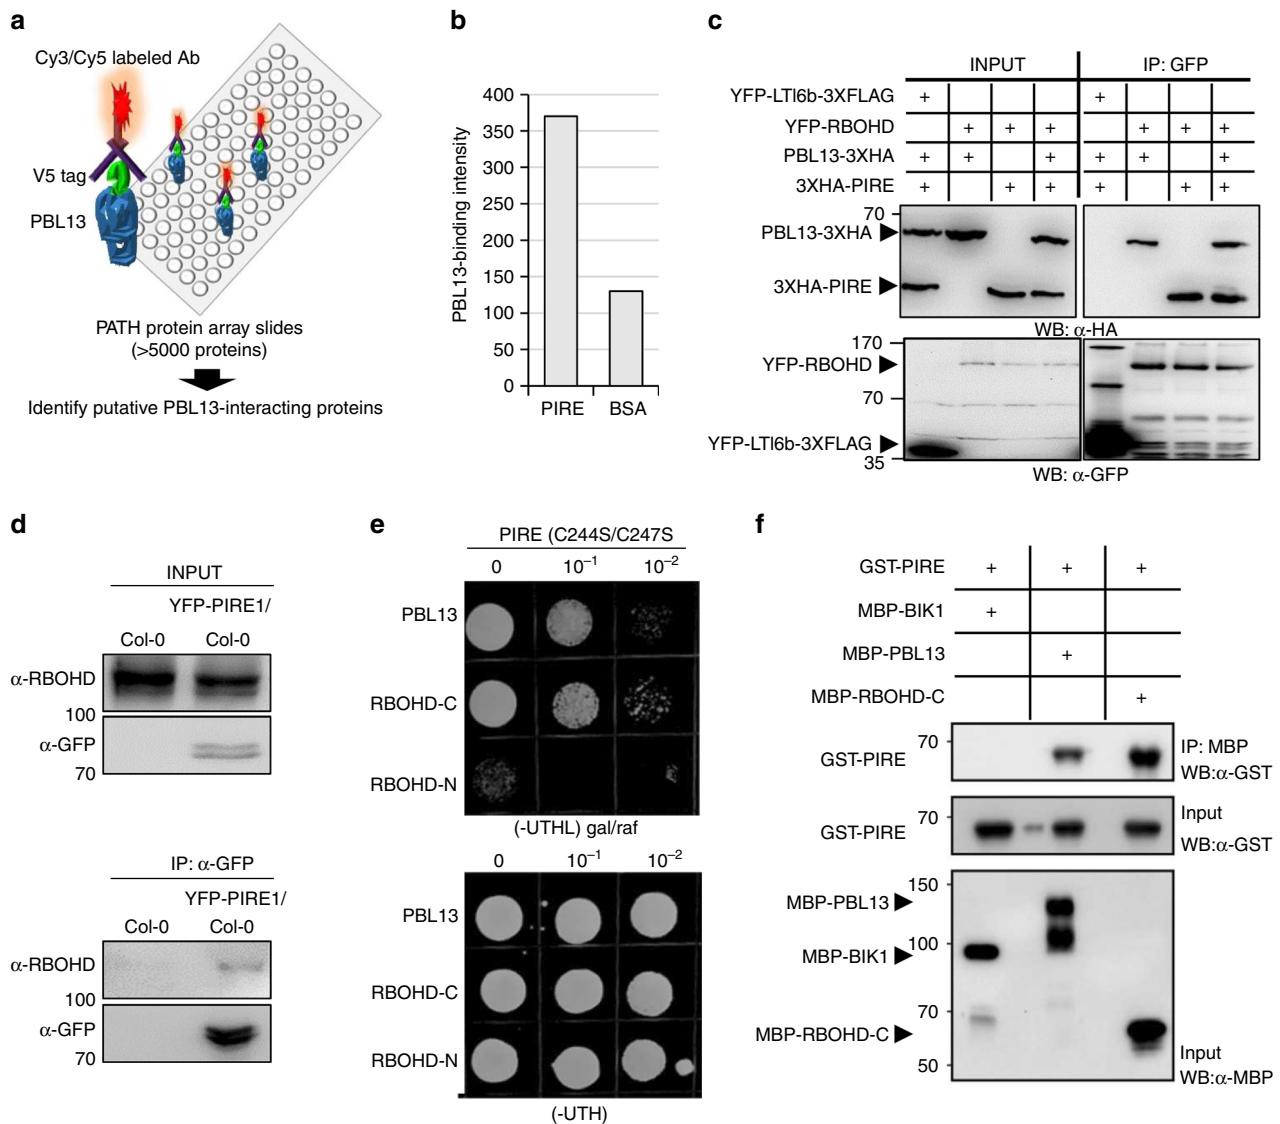 a
Cy3/Cy5 labeled Ab
V5 tag
PBL13
PATH protein array slides
(>5000 proteins)
Identify putative PBL13-interacting proteins
b
PBL13-binding intensity
400
350
300
250
200
150
100
50
0
PIRE BSA
c
INPUT IP: GFP
YFP-LTI6b-3XFLAG + +
YFP-RBOHD + + + + + +
PBL13-3XHA + + + + + +
3XHA-PIRE + + + + + +
70
PBL13-3XHA
3XHA-PIRE
WB: α-HA
170
YFP-RBOHD
70
YFP-LTI6b-3XFLAG
35
WB: α-GFP
d
INPUT
YFP-PIRE1/
Col-0 Col-0
α-RBOHD
100
α-GFP
70
IP: α-GFP
YFP-PIRE1/
Col-0 Col-0
α-RBOHD
100
α-GFP
70
e
PIRE (C244S/C247S
0 10⁻¹ 10⁻²
PBL13
RBOHD-C
RBOHD-N
(-UTHL) gal/raf
0 10⁻¹ 10⁻²
PBL13
RBOHD-C
RBOHD-N
(-UTH)
f
GST-PIRE + + +
MBP-BIK1 +
MBP-PBL13 +
MBP-RBOHD-C +
70
GST-PIRE
IP: MBP
WB:α-GST
70
GST-PIRE
Input
WB:α-GST
150
MBP-PBL13
100
MBP-BIK1
70
MBP-RBOHD-C
50
Input
WB:α-MBP